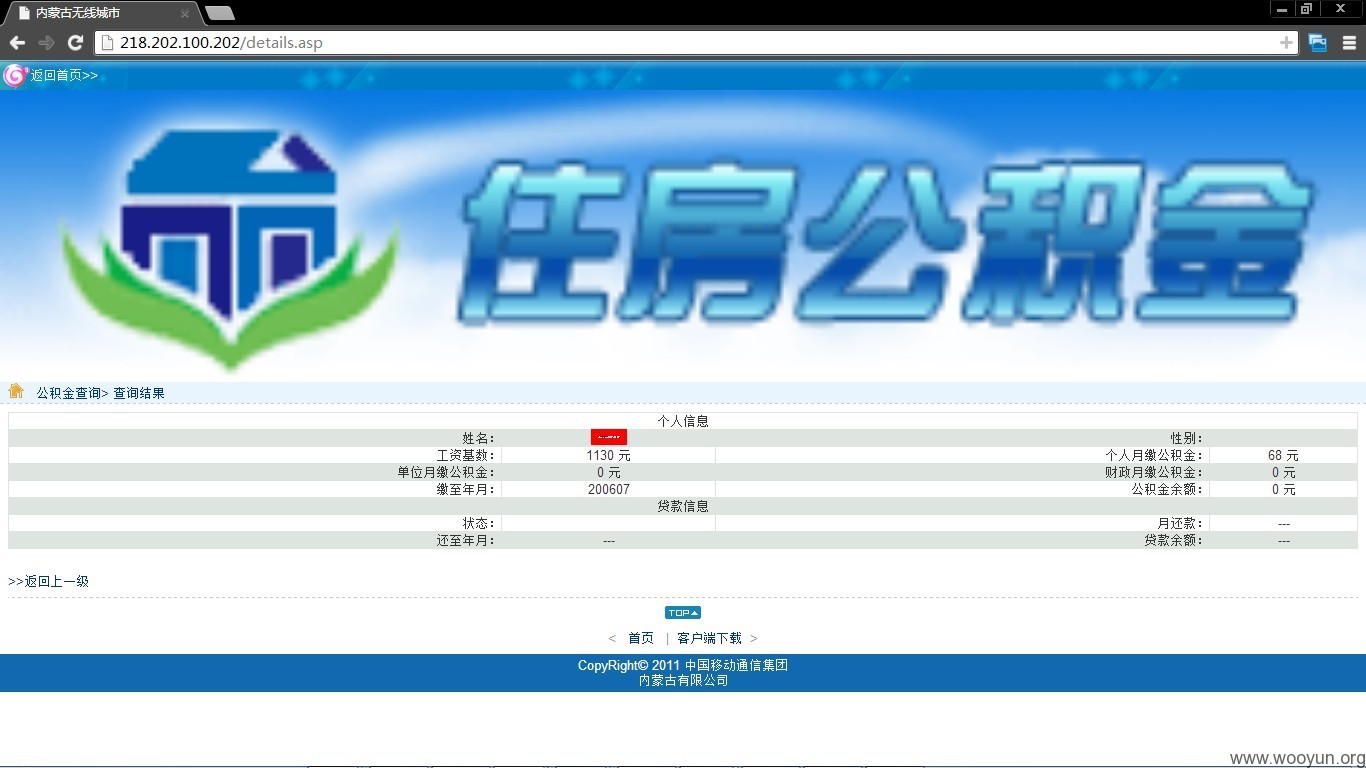 内蒙古无线城市
218.202.100.202/details.asp
返回首页>>
住房公积金
公积金查询> 查询结果
个人信息
姓名: 性别:
工资基数: 1130 元 个人月缴公积金: 68 元
单位月缴公积金: 0 元 财政月缴公积金: 0 元
缴至年月: 200607 公积金余额: 0 元
贷款信息
状态: 月还款: ---
还至年月: --- 贷款余额: ---
>>返回上一级
TOP
< 首页 | 客户端下载 >
CopyRight© 2011 中国移动通信集团
内蒙古有限公司
www.wooyun.org